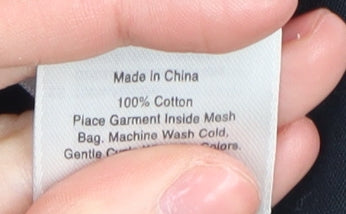 Made in China
100% Cotton
Place Garment Inside Mesh
Bag. Machine Wash Cold,
Gentle Colors.